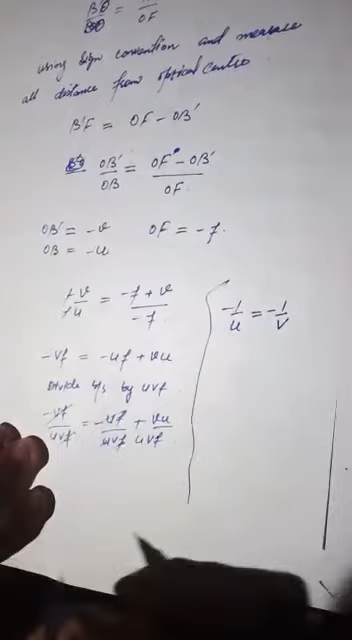 B'F = OF - OB'
OB'/OB = OF - OB'/OF
OB' = -v OF = -f.
OB = -u
+v/+u = -f + v/-f
-vf = -uf + vu
Divide b/s by uvf
-vf/uvf = -uf/uvf + vu/uvf
-1/u = -1/v
using sign convention and measure
all distance from optical centre